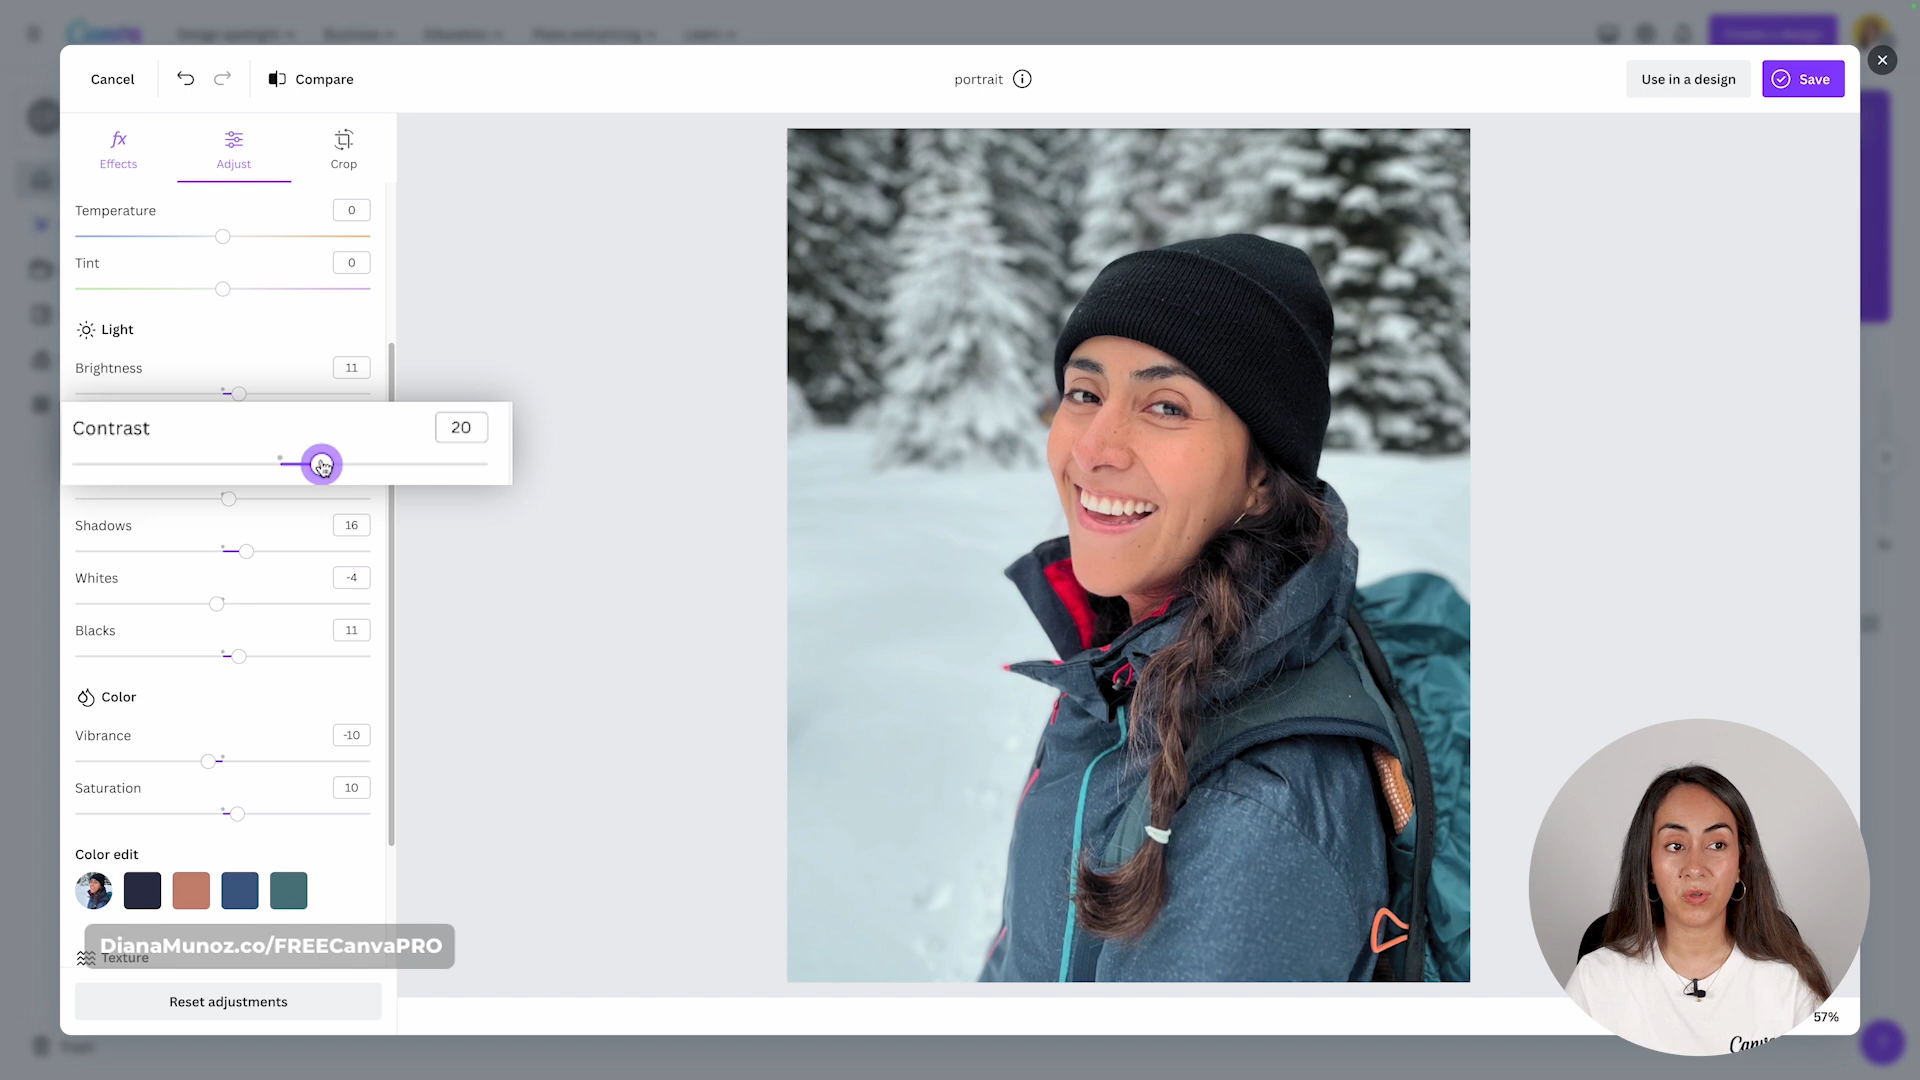 Cancel
Compare
portrait
Use in a design
Save
fx
Effects
Adjust
Crop
Temperature
0
Tint
0
Light
Brightness
11
Contrast
20
Shadows
16
Whites
-4
Blacks
11
Color
Vibrance
-10
Saturation
10
Color edit
DianaMunoz.co/FREECanvaPRO
Texture
Reset adjustments
57%